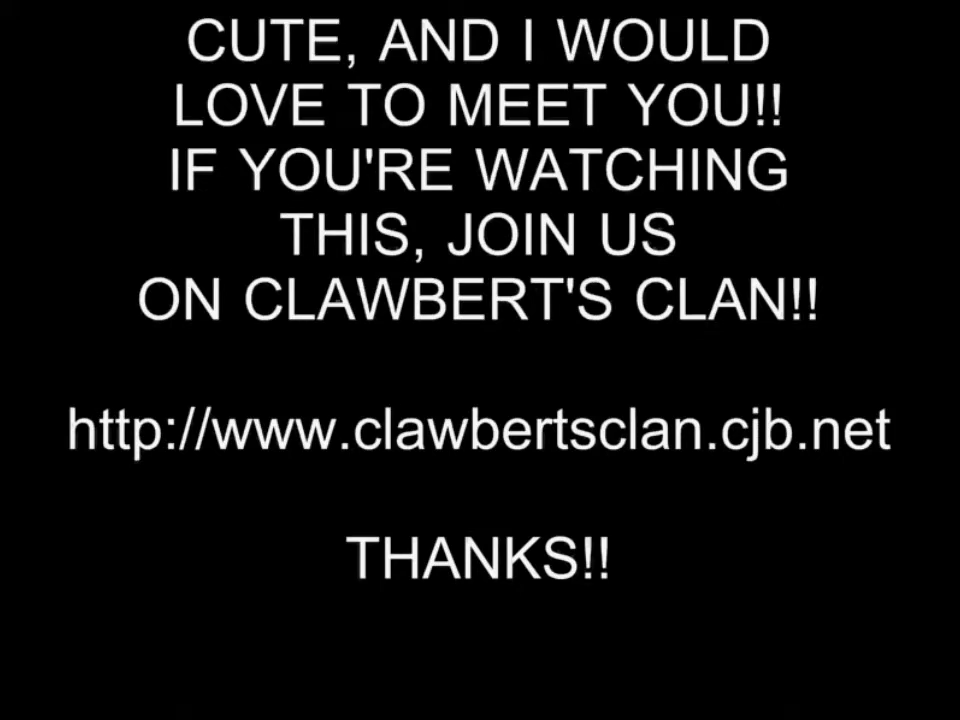 CUTE, AND I WOULD
LOVE TO MEET YOU!!
IF YOU'RE WATCHING
THIS, JOIN US
ON CLAWBERT'S CLAN!!
http://www.clawbertsclan.cjb.net
THANKS!!